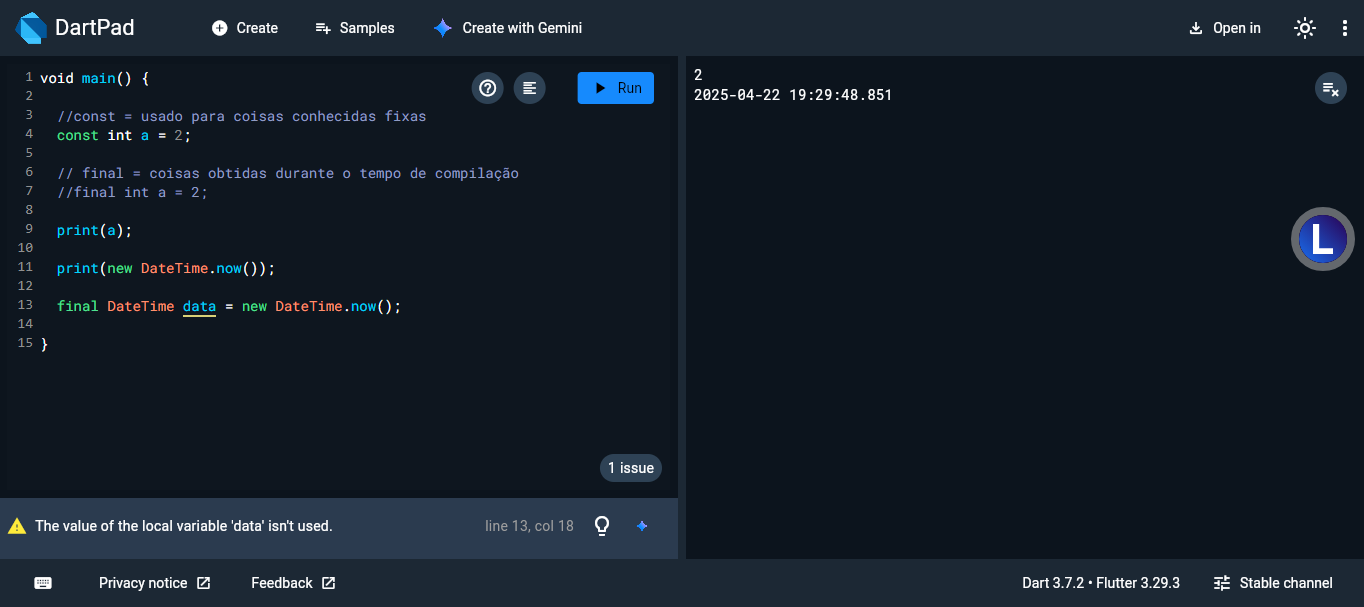 DartPad
Create
Samples
Create with Gemini
Open in
1 void main() {
2
3 //const = usado para coisas conhecidas fixas
4 const int a = 2;
5
6 // final = coisas obtidas durante o tempo de compilação
7 //final int a = 2;
8
9 print(a);
10
11 print(new DateTime.now());
12
13 final DateTime data = new DateTime.now();
14
15 }
Run
1 issue
The value of the local variable 'data' isn't used.
line 13, col 18
2
2025-04-22 19:29:48.851
L
Privacy notice
Feedback
Dart 3.7.2 • Flutter 3.29.3
Stable channel